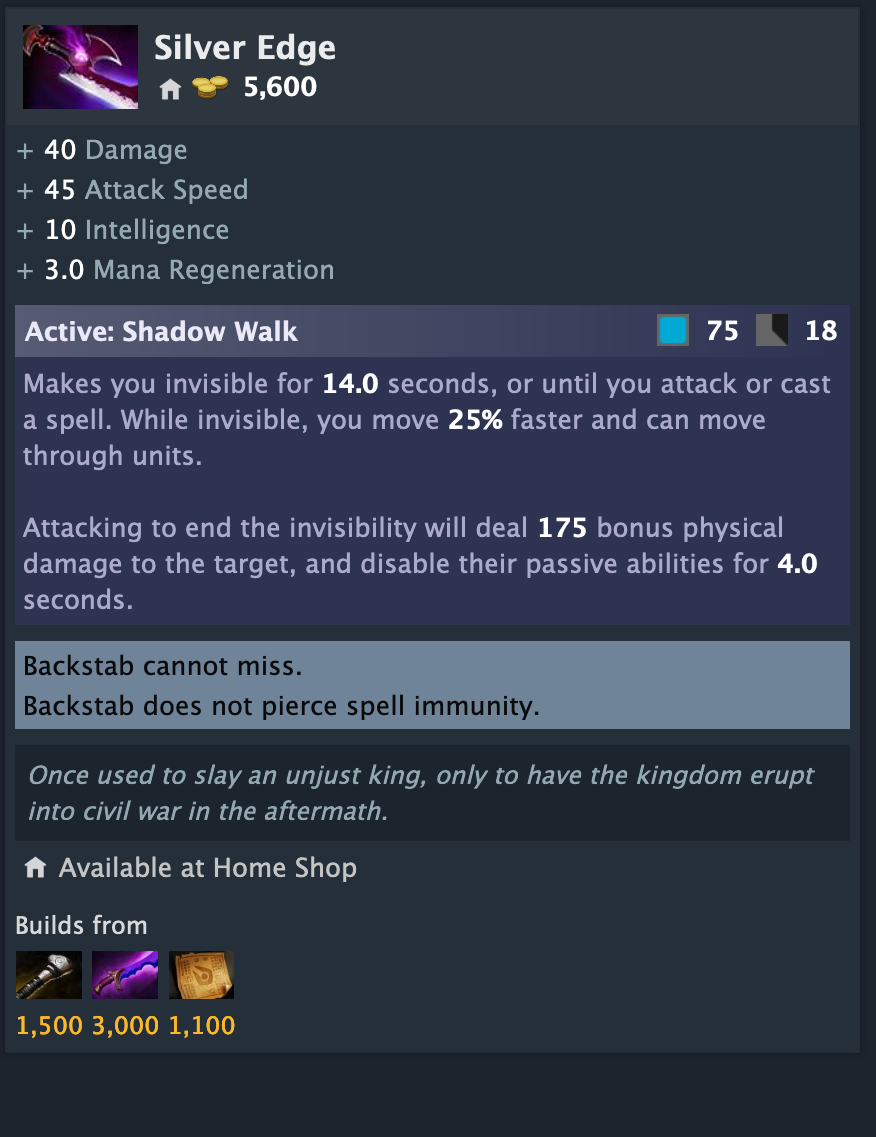 Silver Edge
5,600
+ 40 Damage
+ 45 Attack Speed
+ 10 Intelligence
+ 3.0 Mana Regeneration
Active: Shadow Walk 75 18
Makes you invisible for 14.0 seconds, or until you attack or cast
a spell. While invisible, you move 25% faster and can move
through units.
Attacking to end the invisibility will deal 175 bonus physical
damage to the target, and disable their passive abilities for 4.0
seconds.
Backstab cannot miss.
Backstab does not pierce spell immunity.
Once used to slay an unjust king, only to have the kingdom erupt
into civil war in the aftermath.
Available at Home Shop
Builds from
1,500 3,000 1,100